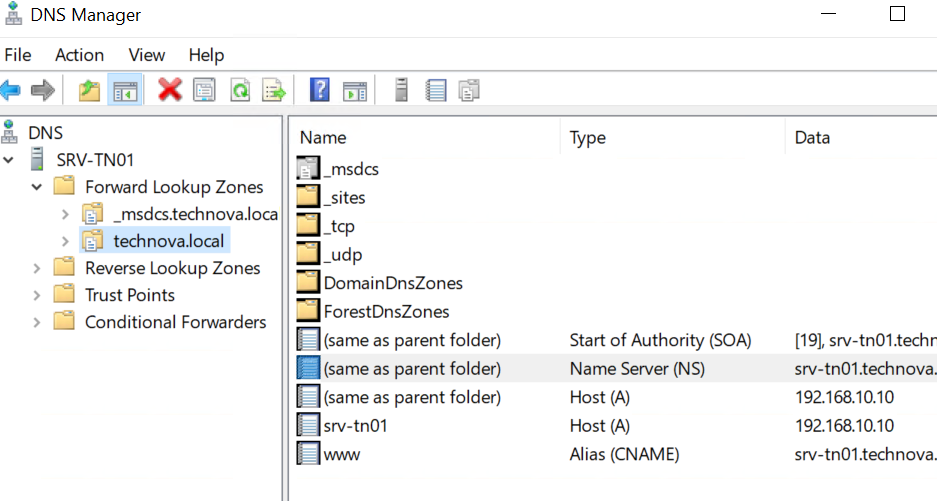 DNS Manager
File Action View Help
DNS
SRV-TN01
Forward Lookup Zones
_msdcs.technova.loca
technova.local
Reverse Lookup Zones
Trust Points
Conditional Forwarders
Name Type Data
_msdcs
_sites
_tcp
_udp
DomainDnsZones
ForestDnsZones
(same as parent folder) Start of Authority (SOA) [19], srv-tn01.techn
(same as parent folder) Name Server (NS) srv-tn01.technova.
(same as parent folder) Host (A) 192.168.10.10
srv-tn01 Host (A) 192.168.10.10
www Alias (CNAME) srv-tn01.technova.